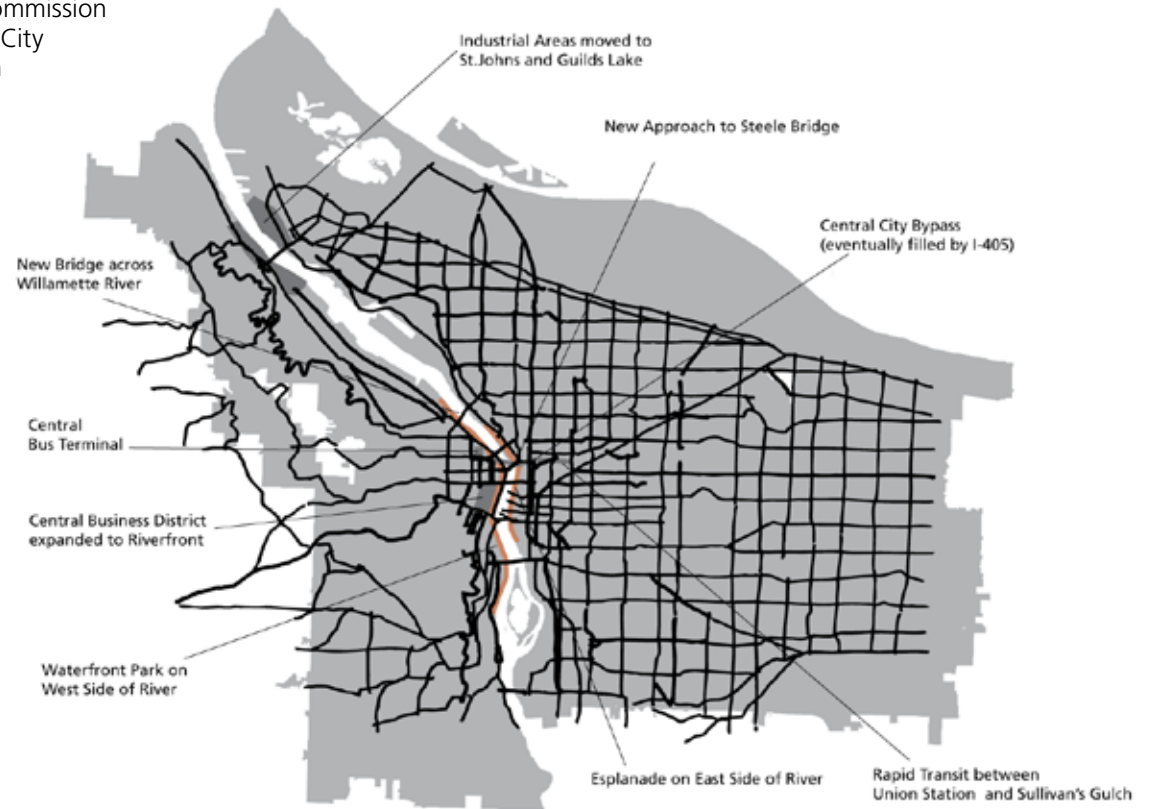 ommission
City
Industrial Areas moved to
St.Johns and Guilds Lake
New Approach to Steele Bridge
Central City Bypass
(eventually filled by I-405)
New Bridge across
Willamette River
Central
Bus Terminal
Central Business District
expanded to Riverfront
Waterfront Park on
West Side of River
Esplanade on East Side of River
Rapid Transit between
Union Station and Sullivan's Gulch